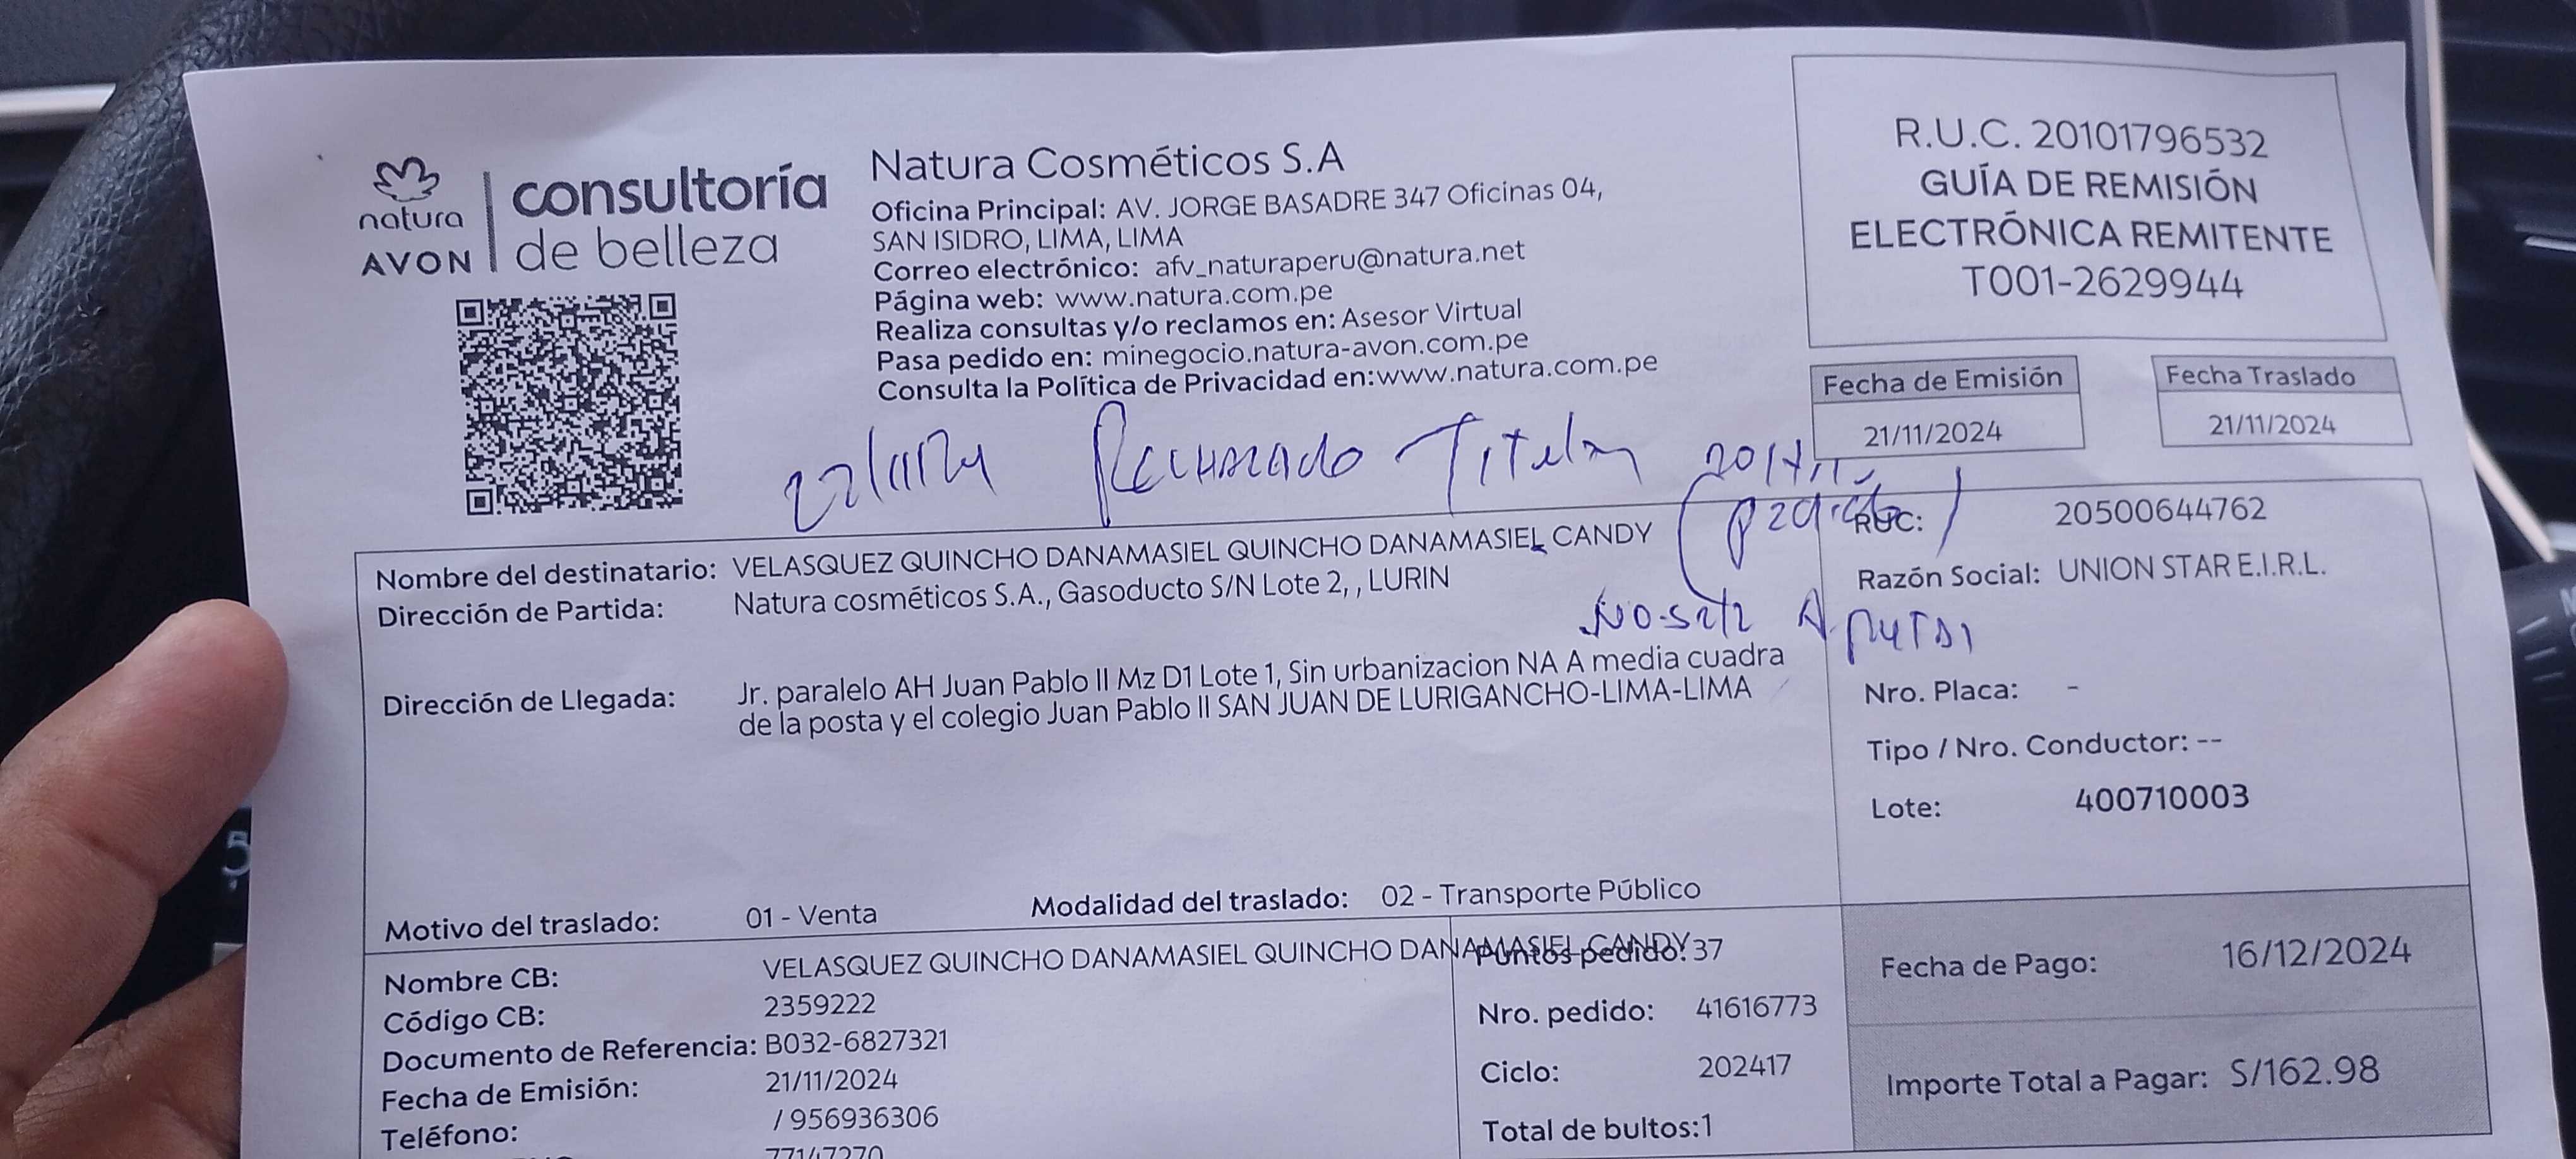 natura
AVON
consultoría
de belleza
Natura Cosméticos S.A
Oficina Principal: AV. JORGE BASADRE 347 Oficinas 04,
SAN ISIDRO, LIMA, LIMA
Correo electrónico: afv_naturaperu@natura.net
Página web: www.natura.com.pe
Realiza consultas y/o reclamos en: Asesor Virtual
Pasa pedido en: minegocio.natura-avon.com.pe
Consulta la Política de Privacidad en:www.natura.com.pe
R.U.C. 20101796532
GUÍA DE REMISIÓN
ELECTRÓNICA REMITENTE
T001-2629944
Fecha de Emisión
21/11/2024
Fecha Traslado
21/11/2024
22/11/24 Rechazado Titular
Nombre del destinatario: VELASQUEZ QUINCHO DANAMASIEL QUINCHO DANAMASIEL CANDY
Dirección de Partida: Natura cosméticos S.A., Gasoducto S/N Lote 2, , LURIN
Dirección de Llegada: Jr. paralelo AH Juan Pablo II Mz D1 Lote 1, Sin urbanizacion NA A media cuadra
de la posta y el colegio Juan Pablo II SAN JUAN DE LURIGANCHO-LIMA-LIMA
Motivo del traslado: 01 - Venta
Modalidad del traslado: 02 - Transporte Público
RUC: 20500644762
Razón Social: UNION STAR E.I.R.L.
Nro. Placa: -
Tipo / Nro. Conductor: --
Lote: 400710003
Nombre CB: VELASQUEZ QUINCHO DANAMASIEL QUINCHO DANAMASIEL CANDY
Código CB: 2359222
Documento de Referencia: B032-6827321
Fecha de Emisión: 21/11/2024
Teléfono: / 956936306
77147270
Puntos pedido: 37
Nro. pedido: 41616773
Ciclo: 202417
Total de bultos:1
Fecha de Pago: 16/12/2024
Importe Total a Pagar: S/162.98
5